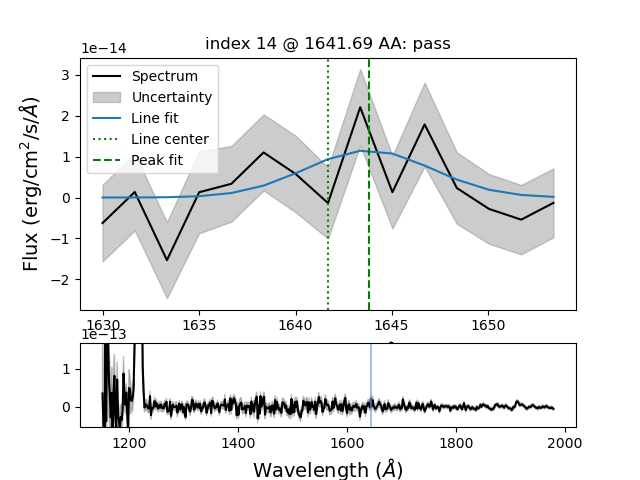 index 14 @ 1641.69 AA: pass
1e−14
Spectrum
Uncertainty
Line fit
Line center
Peak fit
3
2
1
0
−1
−2
Flux (erg/cm²/s/Å)
1630 1635 1640 1645 1650
1e−13
1
0
1200 1400 1600 1800 2000
Wavelength (Å)